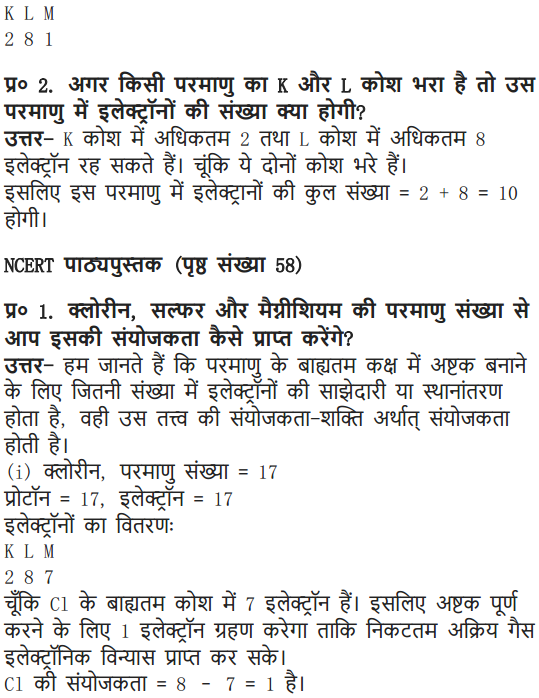 K L M
2 8 1
प्र० 2. अगर किसी परमाणु का K और L कोश भरा है तो उस
परमाणु में इलेक्ट्रॉनों की संख्या क्या होगी?
उत्तर- K कोश में अधिकतम 2 तथा L कोश में अधिकतम 8
इलेक्ट्रॉन रह सकते हैं। चूंकि ये दोनों कोश भरे हैं।
इसलिए इस परमाणु में इलेक्ट्रानों की कुल संख्या = 2 + 8 = 10
होगी।
NCERT पाठ्यपुस्तक (पृष्ठ संख्या 58)
प्र० 1. क्लोरीन, सल्फर और मैग्नीशियम की परमाणु संख्या से
आप इसकी संयोजकता कैसे प्राप्त करेंगे?
उत्तर- हम जानते हैं कि परमाणु के बाह्यतम कक्ष में अष्टक बनाने
के लिए जितनी संख्या में इलेक्ट्रॉनों की साझेदारी या स्थानांतरण
होता है, वही उस तत्त्व की संयोजकता-शक्ति अर्थात् संयोजकता
होती है।
(i) क्लोरीन, परमाणु संख्या = 17
प्रोटॉन = 17, इलेक्ट्रॉन = 17
इलेक्ट्रॉनों का वितरणः
K L M
2 8 7
चूँकि Cl के बाह्यतम कोश में 7 इलेक्ट्रॉन हैं। इसलिए अष्टक पूर्ण
करने के लिए 1 इलेक्ट्रॉन ग्रहण करेगा ताकि निकटतम अक्रिय गैस
इलेक्ट्रॉनिक विन्यास प्राप्त कर सके।
Cl की संयोजकता = 8 - 7 = 1 है।